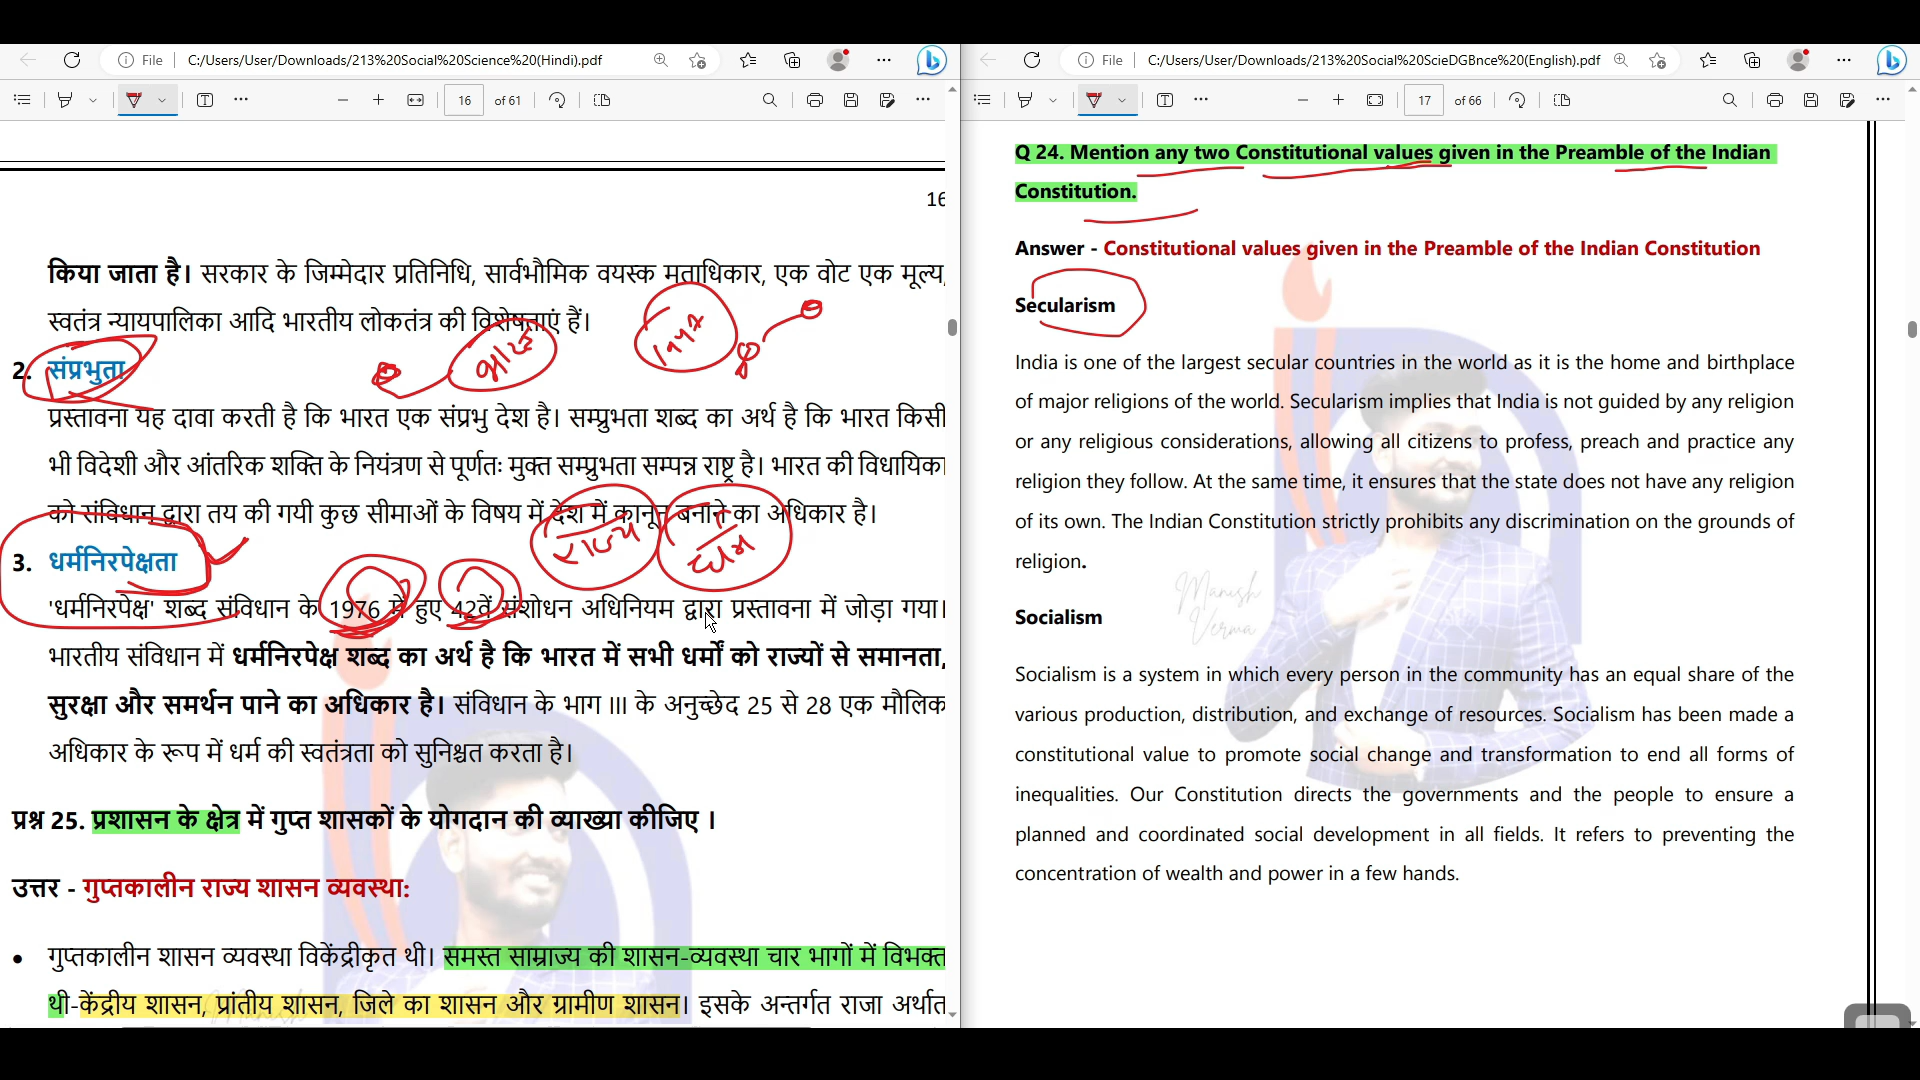 File C:/Users/User/Downloads/213%20Social%20Science%20(Hindi).pdf
16 of 61
16
किया जाता है। सरकार के जिम्मेदार प्रतिनिधि, सार्वभौमिक वयस्क मताधिकार, एक वोट एक मूल्य,
स्वतंत्र न्यायपालिका आदि भारतीय लोकतंत्र की विशेषताएं हैं।
1947
2. संप्रभुता
प्रस्तावना यह दावा करती है कि भारत एक संप्रभु देश है। सम्प्रुभता शब्द का अर्थ है कि भारत किसी
भी विदेशी और आंतरिक शक्ति के नियंत्रण से पूर्णतः मुक्त सम्प्रुभता सम्पन्न राष्ट्र है। भारत की विधायिका
को संविधान द्वारा तय की गयी कुछ सीमाओं के विषय में देश में कानून बनाने का अधिकार है।
राज्य
धर्म
3. धर्मनिरपेक्षता
'धर्मनिरपेक्ष' शब्द संविधान के 1976 में हुए 42वें संशोधन अधिनियम द्वारा प्रस्तावना में जोड़ा गया।
भारतीय संविधान में धर्मनिरपेक्ष शब्द का अर्थ है कि भारत में सभी धर्मों को राज्यों से समानता,
सुरक्षा और समर्थन पाने का अधिकार है। संविधान के भाग III के अनुच्छेद 25 से 28 एक मौलिक
अधिकार के रूप में धर्म की स्वतंत्रता को सुनिश्चत करता है।
प्रश्न 25. प्रशासन के क्षेत्र में गुप्त शासकों के योगदान की व्याख्या कीजिए ।
उत्तर - गुप्तकालीन राज्य शासन व्यवस्था:
• गुप्तकालीन शासन व्यवस्था विकेंद्रीकृत थी। समस्त साम्राज्य की शासन-व्यवस्था चार भागों में विभक्त
थी-केंद्रीय शासन, प्रांतीय शासन, जिले का शासन और ग्रामीण शासन। इसके अन्तर्गत राजा अर्थात
File C:/Users/User/Downloads/213%20Social%20ScieDGBnce%20(English).pdf
17 of 66
Q 24. Mention any two Constitutional values given in the Preamble of the Indian
Constitution.
Answer - Constitutional values given in the Preamble of the Indian Constitution
Secularism
India is one of the largest secular countries in the world as it is the home and birthplace
of major religions of the world. Secularism implies that India is not guided by any religion
or any religious considerations, allowing all citizens to profess, preach and practice any
religion they follow. At the same time, it ensures that the state does not have any religion
of its own. The Indian Constitution strictly prohibits any discrimination on the grounds of
religion.
Manish
Verma
Socialism
Socialism is a system in which every person in the community has an equal share of the
various production, distribution, and exchange of resources. Socialism has been made a
constitutional value to promote social change and transformation to end all forms of
inequalities. Our Constitution directs the governments and the people to ensure a
planned and coordinated social development in all fields. It refers to preventing the
concentration of wealth and power in a few hands.